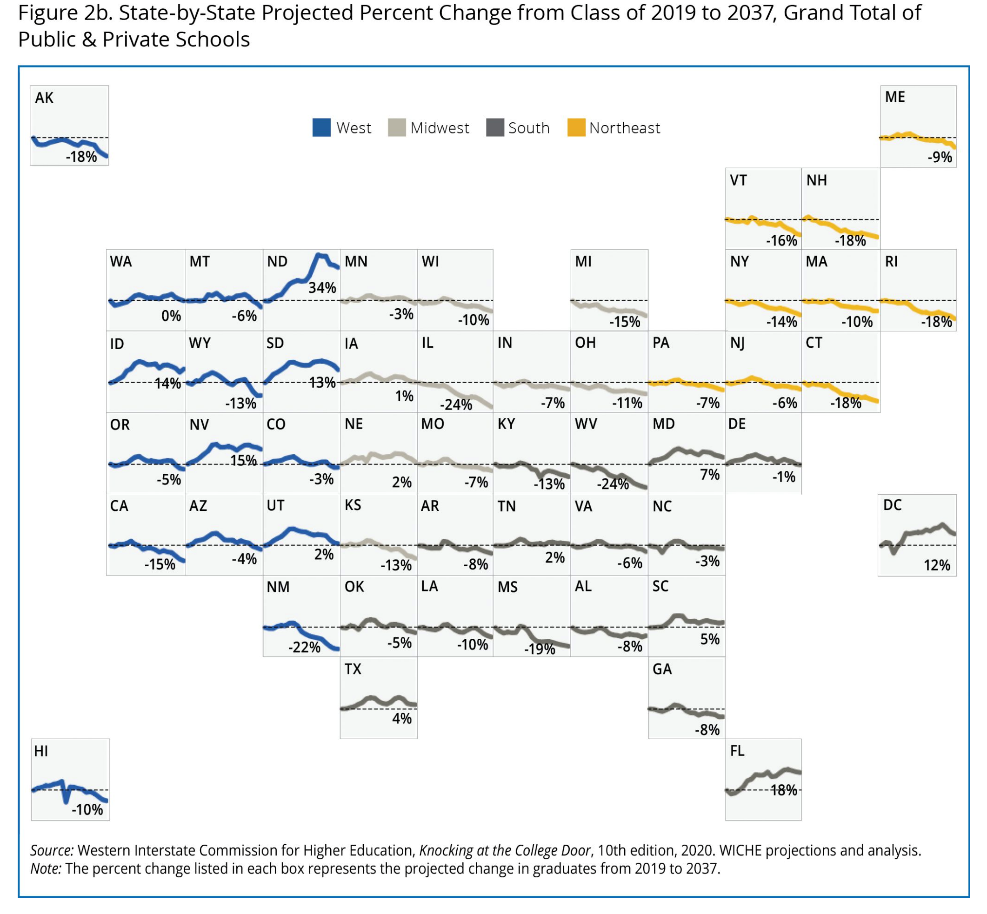 Figure 2b. State-by-State Projected Percent Change from Class of 2019 to 2037, Grand Total of
Public & Private Schools
AK
-18%
West
Midwest
South
Northeast
ME
-9%
VT
-16%
NH
-18%
WA
0%
MT
-6%
ND
34%
MN
-3%
WI
-10%
MI
-15%
NY
-14%
MA
-10%
RI
-18%
ID
14%
WY
-13%
SD
13%
IA
1%
IL
-24%
IN
-7%
OH
-11%
PA
-7%
NJ
-6%
CT
-18%
OR
-5%
NV
15%
CO
-3%
NE
2%
MO
-7%
KY
-13%
WV
-24%
MD
7%
DE
-1%
CA
-15%
AZ
-4%
UT
2%
KS
-13%
AR
-8%
TN
2%
VA
-6%
NC
-3%
DC
12%
NM
-22%
OK
-5%
LA
-10%
MS
-19%
AL
-8%
SC
5%
TX
4%
GA
-8%
HI
-10%
FL
18%
Source: Western Interstate Commission for Higher Education, Knocking at the College Door, 10th edition, 2020. WICHE projections and analysis.
Note: The percent change listed in each box represents the projected change in graduates from 2019 to 2037.